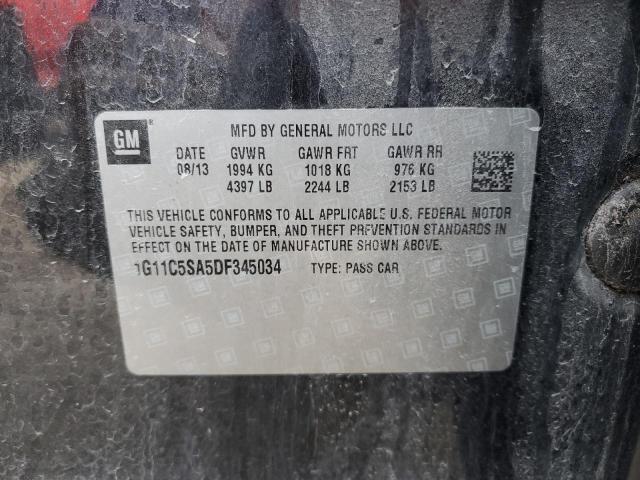 GM ®
MFD BY GENERAL MOTORS LLC
DATE GVWR GAWR FRT GAWR RR
08/13 1994 KG 1018 KG 976 KG
4397 LB 2244 LB 2153 LB
THIS VEHICLE CONFORMS TO ALL APPLICABLE U.S. FEDERAL MOTOR
VEHICLE SAFETY, BUMPER, AND THEFT PREVENTION STANDARDS IN
EFFECT ON THE DATE OF MANUFACTURE SHOWN ABOVE.
1G11C5SA5DF345034 TYPE: PASS CAR